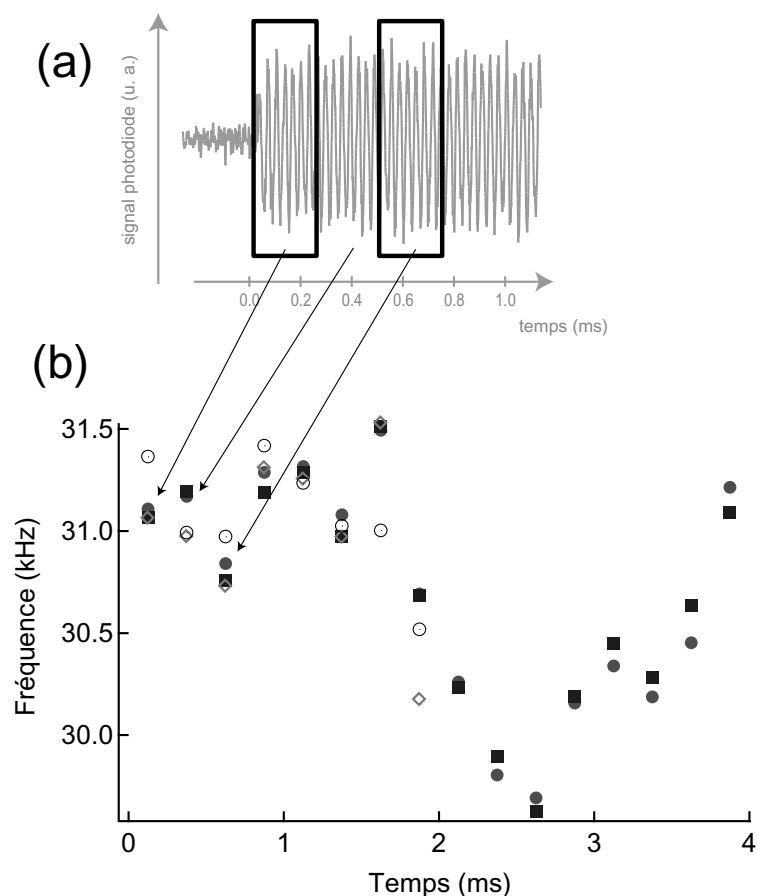 (a)
signal photodiode (u. a.)
0.0 0.2 0.4 0.6 0.8 1.0
temps (ms)
(b)
31.5
31.0
30.5
30.0
Fréquence (kHz)
0 1 2 3 4
Temps (ms)